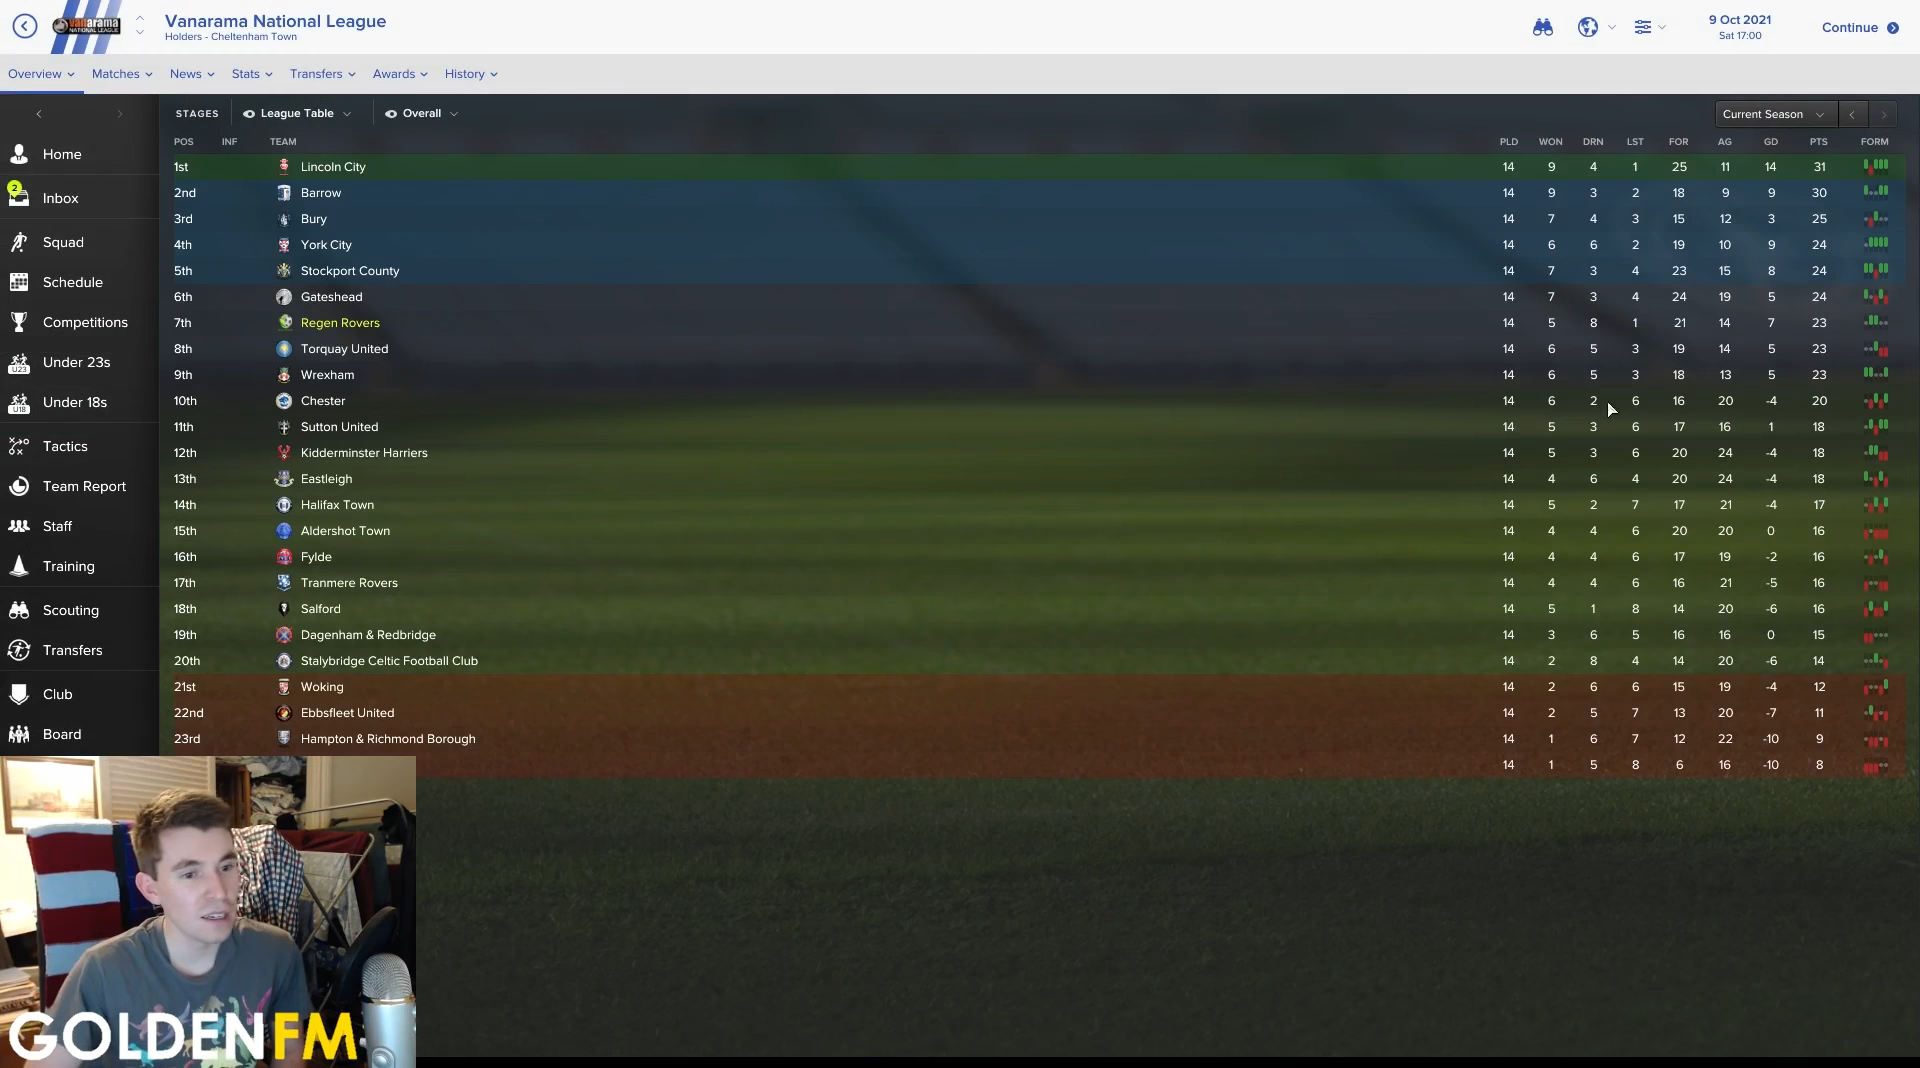 Vanarama National League
Holders - Cheltenham Town
vanarama
NATIONAL LEAGUE
9 Oct 2021
Sat 17:00
Continue
Overview Matches News Stats Transfers Awards History
STAGES League Table Overall Current Season
POS INF TEAM PLD WON DRN LST FOR AG GD PTS FORM
1st Lincoln City 14 9 4 1 25 11 14 31
2nd Barrow 14 9 3 2 18 9 9 30
3rd Bury 14 7 4 3 15 12 3 25
4th York City 14 6 6 2 19 10 9 24
5th Stockport County 14 7 3 4 23 15 8 24
6th Gateshead 14 7 3 4 24 19 5 24
7th Regen Rovers 14 5 8 1 21 14 7 23
8th Torquay United 14 6 5 3 19 14 5 23
9th Wrexham 14 6 5 3 18 13 5 23
10th Chester 14 6 2 6 16 20 -4 20
11th Sutton United 14 5 3 6 17 16 1 18
12th Kidderminster Harriers 14 5 3 6 20 24 -4 18
13th Eastleigh 14 4 6 4 20 24 -4 18
14th Halifax Town 14 5 2 7 17 21 -4 17
15th Aldershot Town 14 4 4 6 20 20 0 16
16th Fylde 14 4 4 6 17 19 -2 16
17th Tranmere Rovers 14 4 4 6 16 21 -5 16
18th Salford 14 5 1 8 14 20 -6 16
19th Dagenham & Redbridge 14 3 6 5 16 16 0 15
20th Stalybridge Celtic Football Club 14 2 8 4 14 20 -6 14
21st Woking 14 2 6 6 15 19 -4 12
22nd Ebbsfleet United 14 2 5 7 13 20 -7 11
23rd Hampton & Richmond Borough 14 1 6 7 12 22 -10 9
14 1 5 8 6 16 -10 8
Home
2
Inbox
Squad
Schedule
Competitions
U23
Under 23s
U18
Under 18s
Tactics
Team Report
Staff
Training
Scouting
Transfers
Club
Board
GOLDENFM